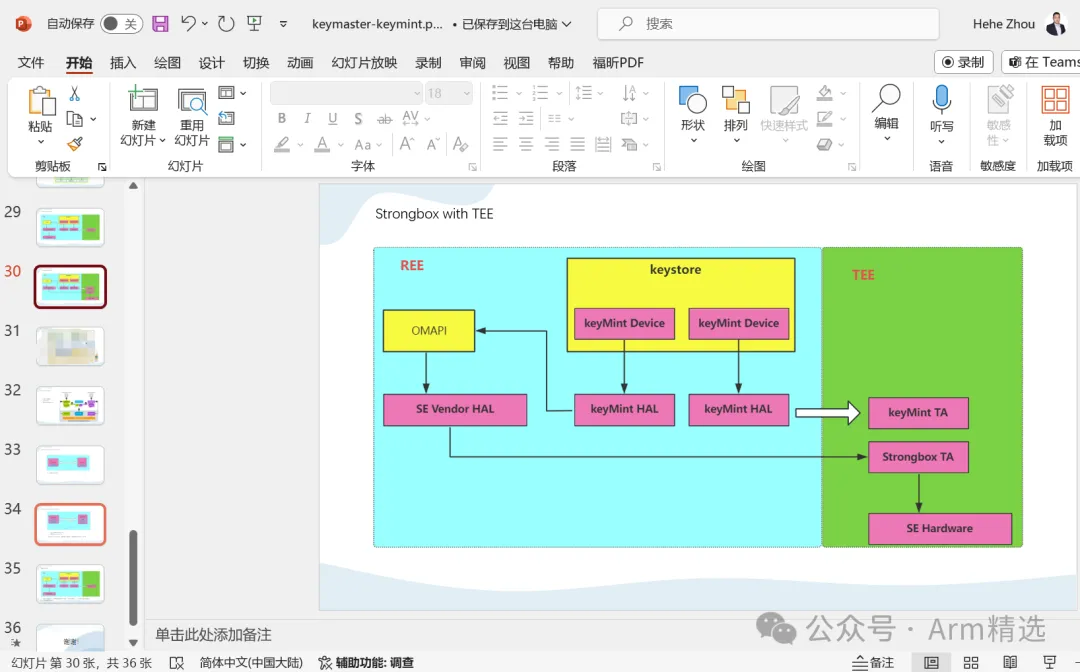 自动保存 关 keymaster-keymint.p... • 已保存到这台电脑 搜索 Hehe Zhou
文件 开始 插入 绘图 设计 切换 动画 幻灯片放映 录制 审阅 视图 帮助 福昕PDF 录制 在 Teams
粘贴 新建 幻灯片 重用 幻灯片 18 形状 排列 快速样式 编辑 听写 敏感性 加载项
B I U S ab AV
A Aa A A A
剪贴板 幻灯片 字体 段落 绘图 语音 敏感度 加载项
29
30
31
32
33
34
35
36
谢谢!
Strongbox with TEE
REE
keystore
TEE
keyMint Device keyMint Device
OMAPI
SE Vendor HAL keyMint HAL keyMint HAL keyMint TA
Strongbox TA
SE Hardware
单击此处添加备注
公众号 · Arm精选
幻灯片 第 30 张，共 36 张 简体中文(中国大陆) 辅助功能: 调查 备注